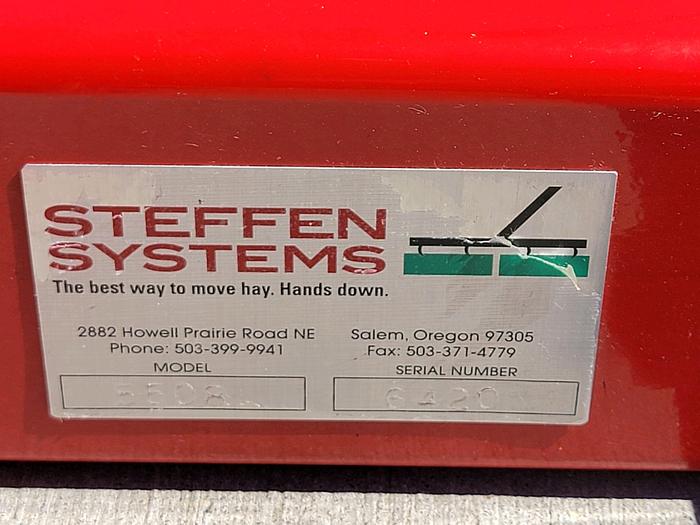 STEFFEN
SYSTEMS
The best way to move hay. Hands down.
2882 Howell Prairie Road NE Salem, Oregon 97305
Phone: 503-399-9941 Fax: 503-371-4779
MODEL SERIAL NUMBER
6420